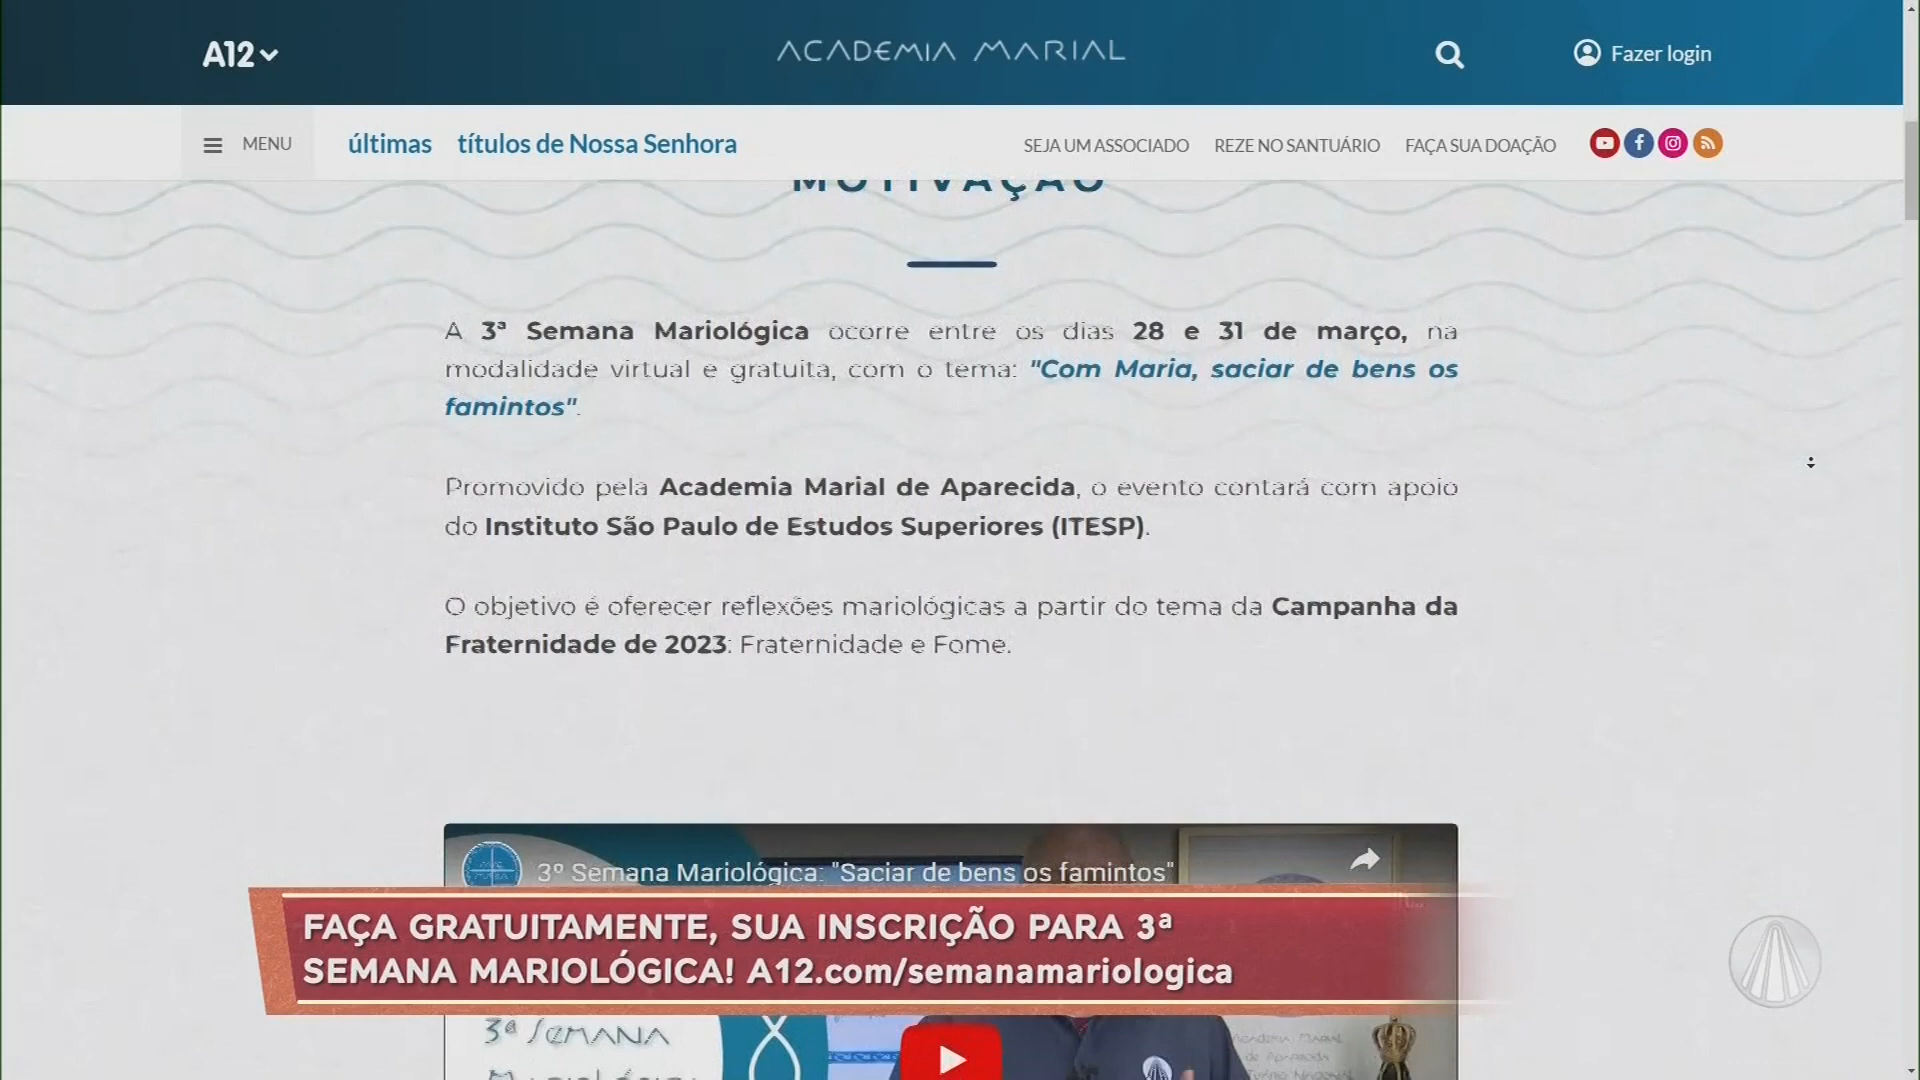 A12
ACADEMIA MARIAL
Fazer login
MENU
últimas
títulos de Nossa Senhora
SEJA UM ASSOCIADO
REZE NO SANTUÁRIO
FAÇA SUA DOAÇÃO
MOTIVAÇÃO
A 3ª Semana Mariológica ocorre entre os dias 28 e 31 de março, na
modalidade virtual e gratuita, com o tema: "Com Maria, saciar de bens os
famintos".
Promovido pela Academia Marial de Aparecida, o evento contará com apoio
do Instituto São Paulo de Estudos Superiores (ITESP).
O objetivo é oferecer reflexões mariológicas a partir do tema da Campanha da
Fraternidade de 2023: Fraternidade e Fome.
3º Semana Mariológica: "Saciar de bens os famintos"
FAÇA GRATUITAMENTE, SUA INSCRIÇÃO PARA 3ª
SEMANA MARIOLÓGICA! A12.com/semanamariologica
3ª SEMANA
Academia Marial
de Aparecida